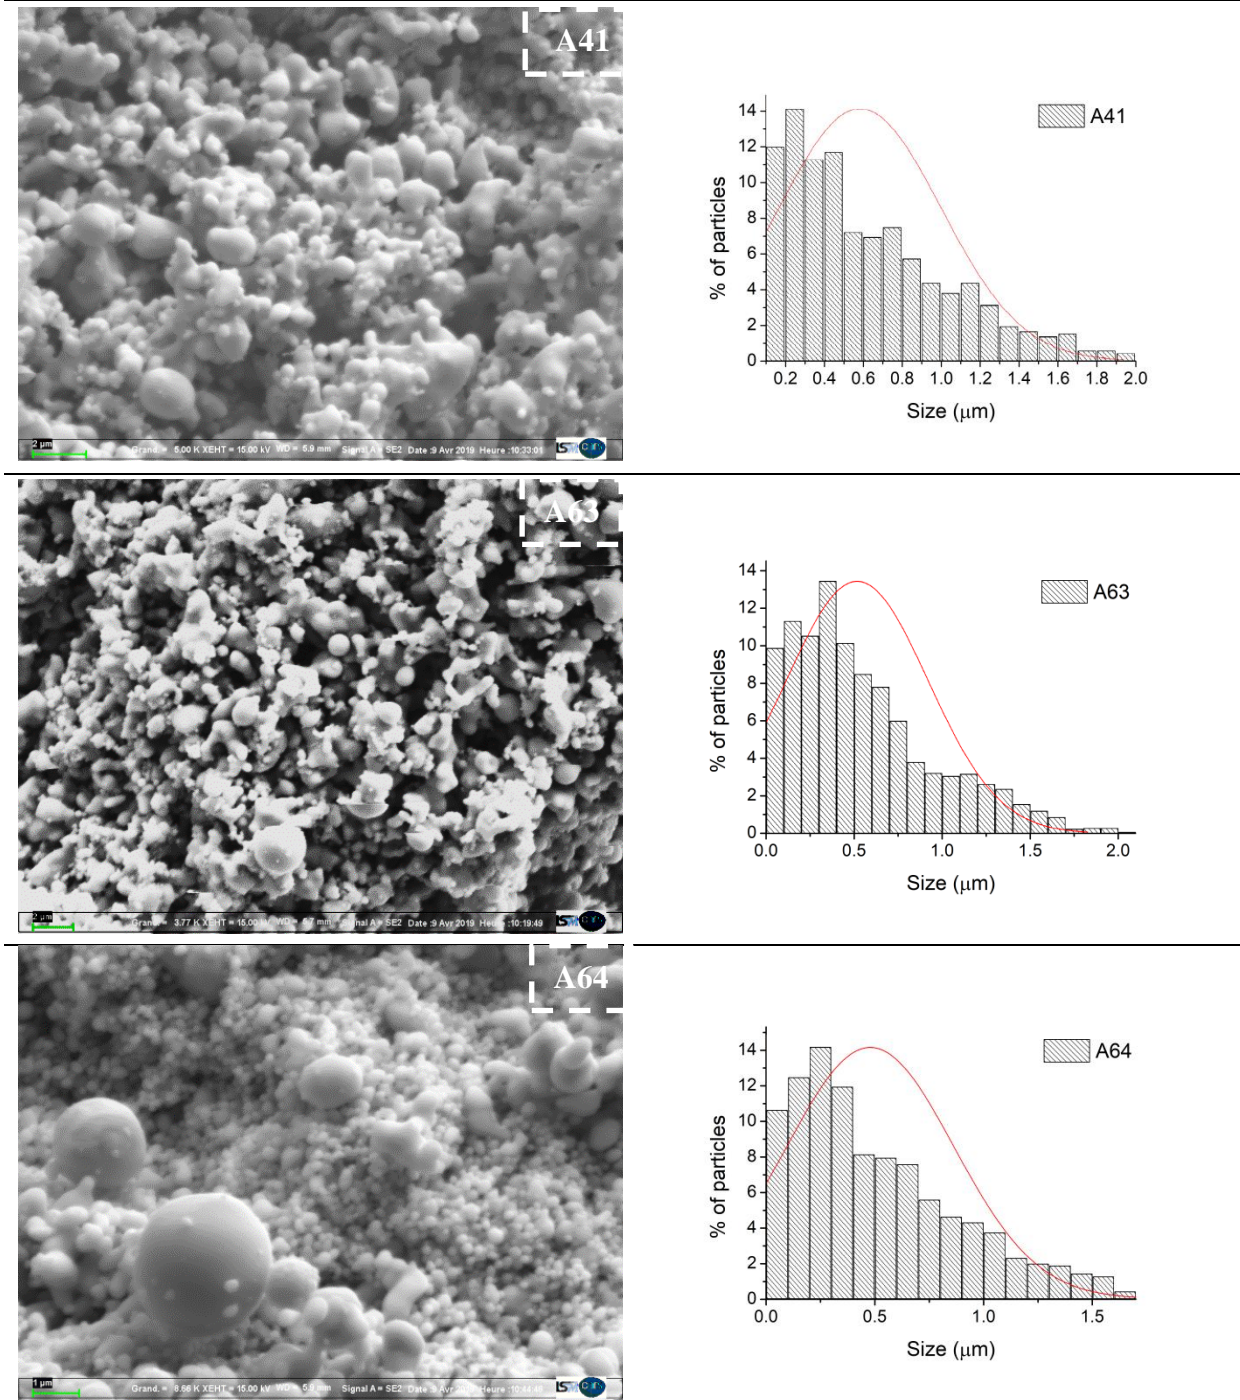 A41
2 µm
Grand. = 5.00 K X EHT = 15.00 kV WD = 5.9 mm Signal A = SE2 Date :9 Avr 2019 Heure :10:33:01
14
12
10
8
6
4
2
0
0.2 0.4 0.6 0.8 1.0 1.2 1.4 1.6 1.8 2.0
% of particles
Size (µm)
A41
A63
2 µm
Grand. = 3.77 K X EHT = 15.00 kV WD = 5.7 mm Signal A = SE2 Date :9 Avr 2019 Heure :10:19:49
14
12
10
8
6
4
2
0
0.0 0.5 1.0 1.5 2.0
% of particles
Size (µm)
A63
A64
1 µm
Grand. = 8.66 K X EHT = 15.00 kV WD = 5.9 mm Signal A = SE2 Date :9 Avr
14
12
10
8
6
4
2
0
0.0 0.5 1.0 1.5
% of particles
Size (µm)
A64